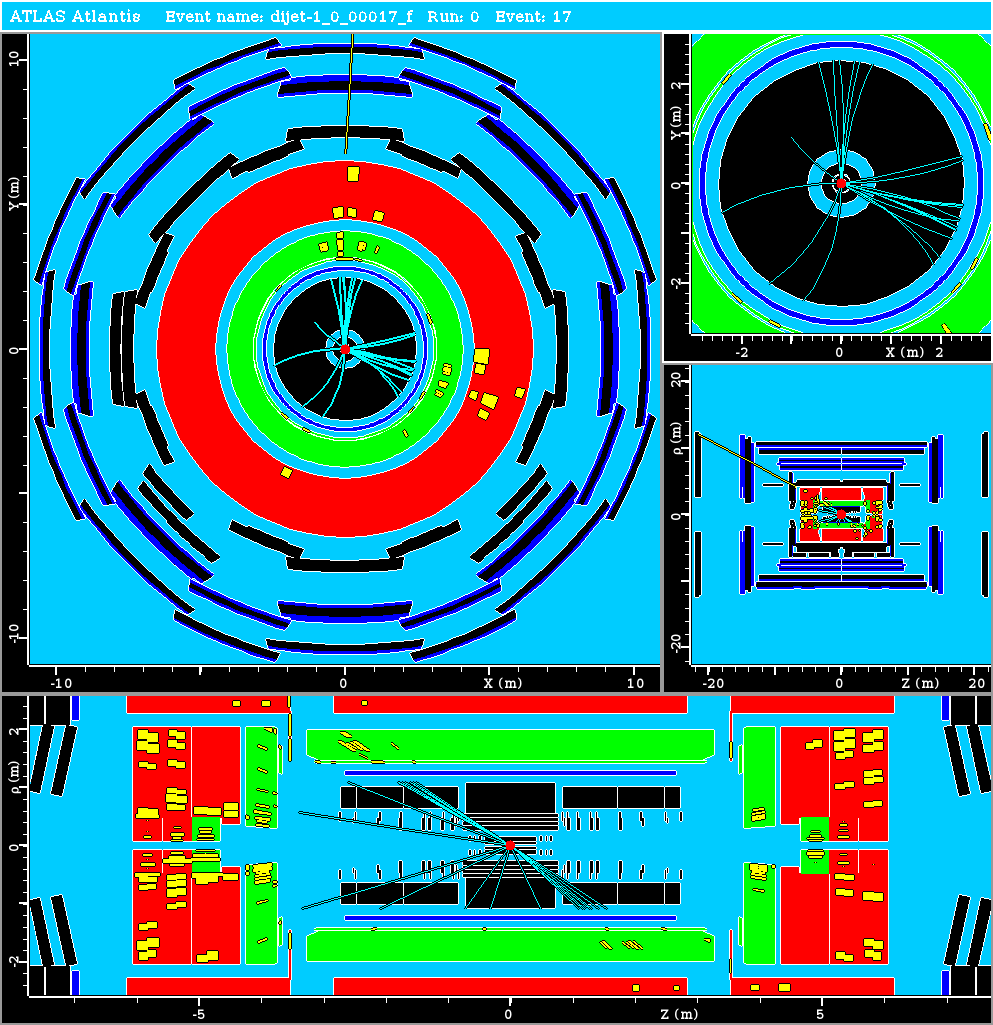 ATLAS Atlantis Event name: dijet-1_0_00017_f Run: 0 Event: 17
10
Y (m)
0
-10
-10 0 X (m) 10
2
Y (m)
0
-2
-2 0 X (m) 2
20
ρ (m)
0
-20
-20 0 Z (m) 20
2
ρ (m)
0
-2
-5 0 Z (m) 5